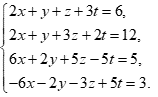 2x + y + z + 3t = 6,
2x + y + 3z + 2t = 12,
6x + 2y + 5z - 5t = 5,
-6x - 2y - 3z + 5t = 3.